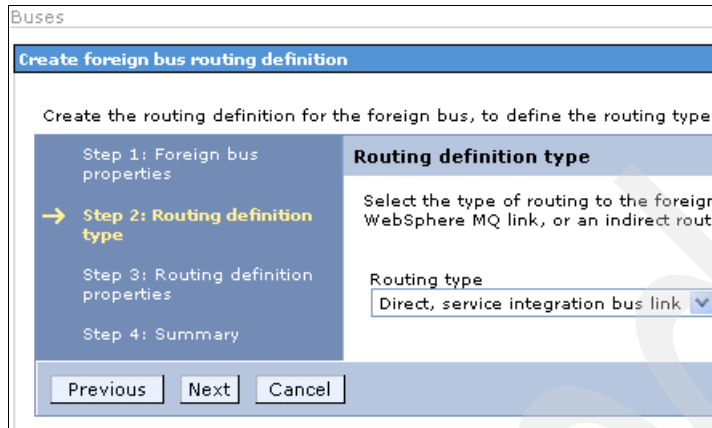 Buses
Create foreign bus routing definition
Create the routing definition for the foreign bus, to define the routing type
Step 1: Foreign bus
properties
Step 2: Routing definition
type
Step 3: Routing definition
properties
Step 4: Summary
Routing definition type
Select the type of routing to the foreign
WebSphere MQ link, or an indirect rout
Routing type
Direct, service integration bus link
Previous Next Cancel